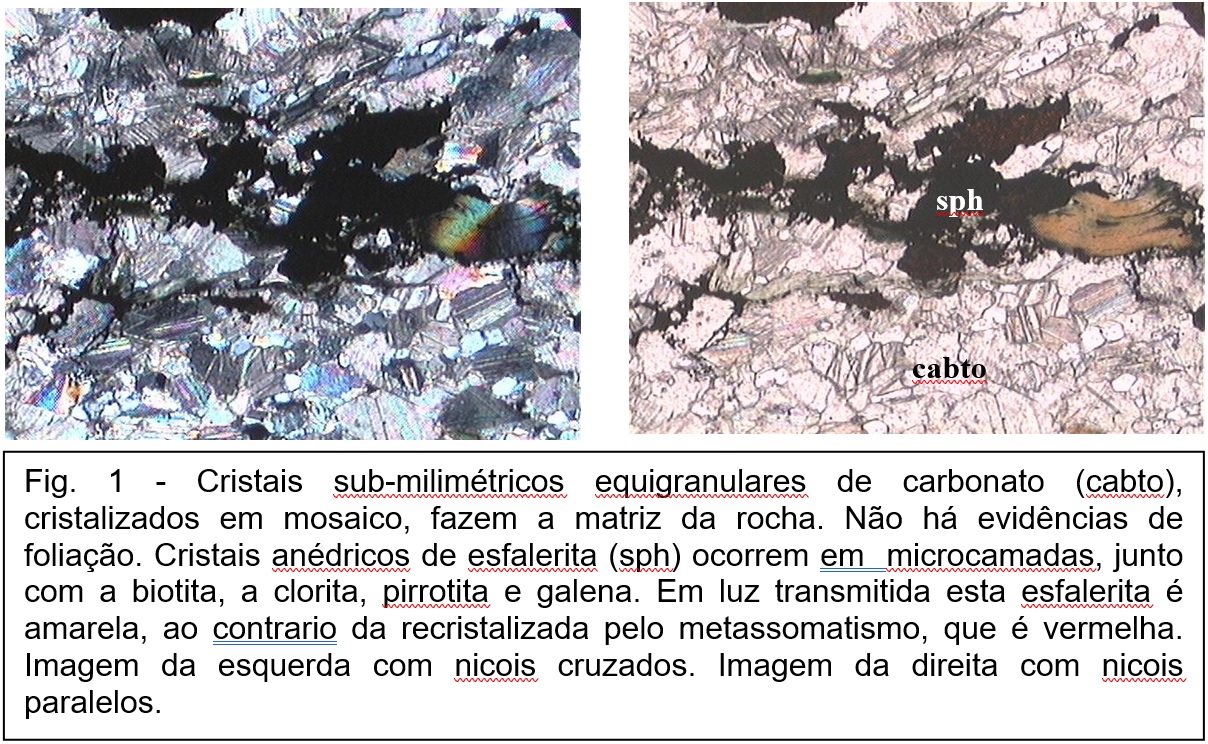 sph
cabto
Fig. 1 - Cristais sub-milimétricos equigranulares de carbonato (cabto),
cristalizados em mosaico, fazem a matriz da rocha. Não há evidências de
foliação. Cristais anédricos de esfalerita (sph) ocorrem em microcamadas, junto
com a biotita, a clorita, pirrotita e galena. Em luz transmitida esta esfalerita é
amarela, ao contrario da recristalizada pelo metassomatismo, que é vermelha.
Imagem da esquerda com nicois cruzados. Imagem da direita com nicois
paralelos.